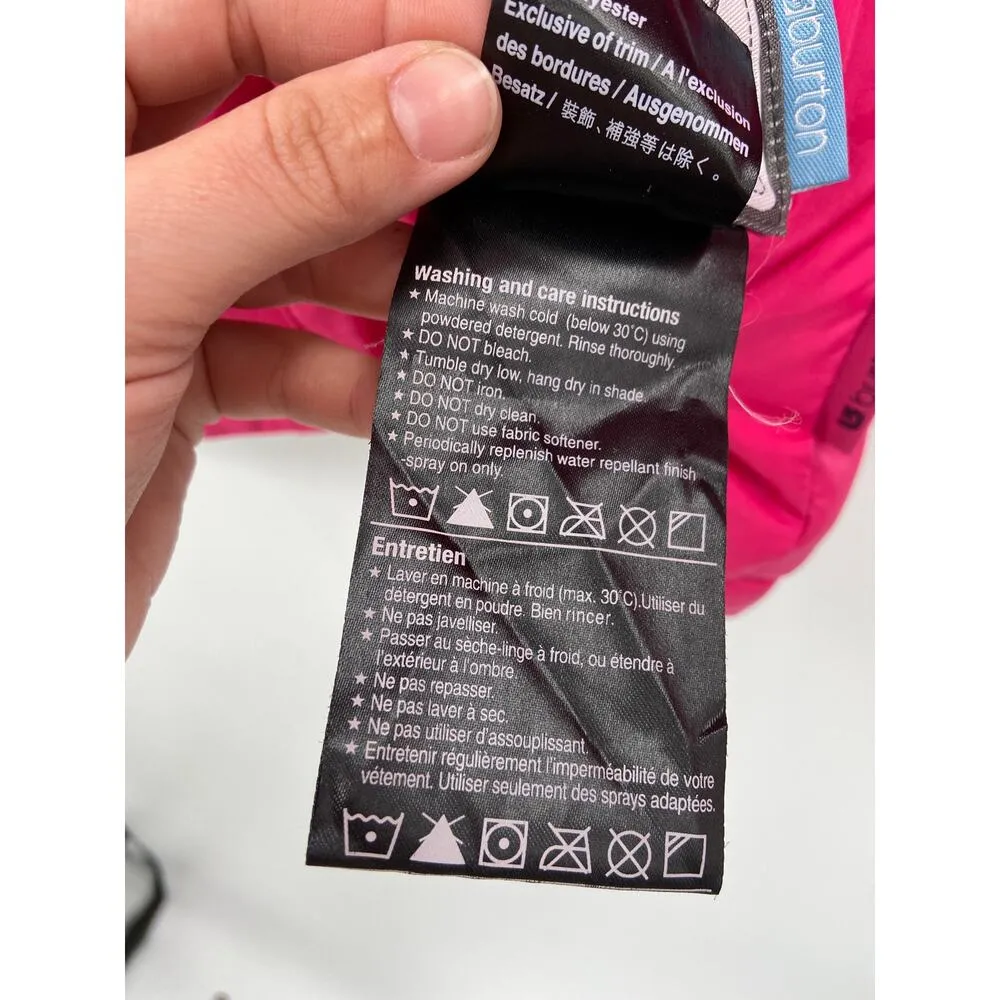 Exclusive of trim / A l'exclusion
des bordures / Ausgenommen
Besatz / 装飾、補強等は除く。
burton
Washing and care instructions
★ Machine wash cold (below 30°C) using
powdered detergent. Rinse thoroughly.
★ DO NOT bleach.
★ Tumble dry low, hang dry in shade
★ DO NOT iron.
★ DO NOT dry clean.
★ DO NOT use fabric softener.
★ Periodically replenish water repellant finish
-spray on only.
Entretien
★ Laver en machine à froid (max. 30°C).Utiliser du
détergent en poudre. Bien rincer.
★ Ne pas javelliser.
★ Passer au sèche-linge à froid, ou étendre à
l'extérieur à l'ombre.
★ Ne pas repasser.
★ Ne pas laver à sec.
★ Ne pas utiliser d'assouplissant.
★ Entretenir régulièrement l'imperméabilité de votre
vétement. Utiliser seulement des sprays adaptées.